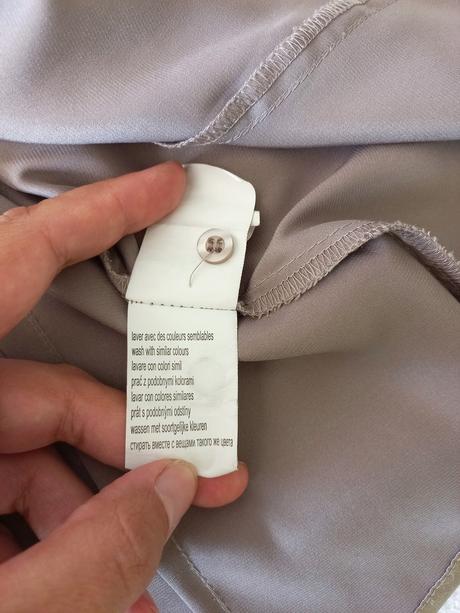 laver avec des couleurs semblables
wash with similar colours
lavare con colori simil
prać z podobnymi kolorami
lavar con colores similares
prát s podobnými odstíny
wassen met soortgelijke kleuren
стирать вместе с вещами такого же цвета